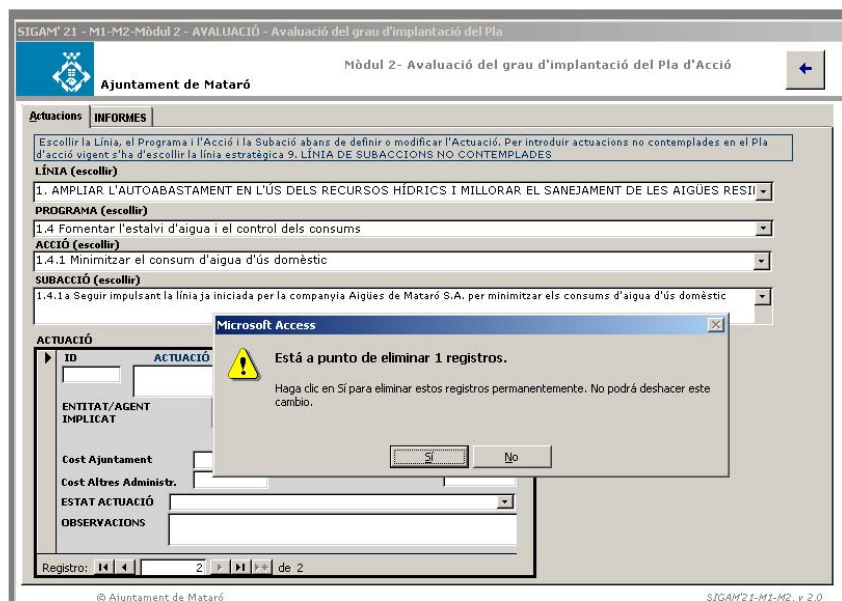 SIGAM' 21 - M1-M2-Mòdul 2 - AVALUACIÓ - Avaluació del grau d'implantació del Pla
Ajuntament de Mataró
Mòdul 2- Avaluació del grau d'implantació del Pla d'Acció
Actuacions INFORMES
Escollir la Línia, el Programa i l'Acció i la Subació abans de definir o modificar l'Actuació. Per introduir actuacions no contemplades en el Pla
d'acció vigent s'ha d'escollir la línia estratègica 9. LÍNIA DE SUBACCIONS NO CONTEMPLADES
LÍNIA (escollir)
1. AMPLIAR L'AUTOABASTAMENT EN L'ÚS DELS RECURSOS HÍDRICS I MILLORAR EL SANEJAMENT DE LES AIGÜES RESI
PROGRAMA (escollir)
1.4 Fomentar l'estalvi d'aigua i el control dels consums
ACCIÓ (escollir)
1.4.1 Minimitzar el consum d'aigua d'ús domèstic
SUBACCIÓ (escollir)
1.4.1a Seguir impulsant la línia ja iniciada per la companyia Aigües de Mataró S.A. per minimitzar els consums d'aigua d'ús domèstic
ACTUACIÓ
ID ACTUACIÓ
ENTITAT/AGENT
IMPLICAT
Cost Ajuntament
Cost Altres Administr.
ESTAT ACTUACIÓ
OBSERVACIONS
Registro: 2 de 2
Microsoft Access
Está a punto de eliminar 1 registros.
Haga clic en Sí para eliminar estos registros permanentemente. No podrá deshacer este
cambio.
Sí No
© Ajuntament de Mataró
SIGAM'21-M1-M2. v 2.0